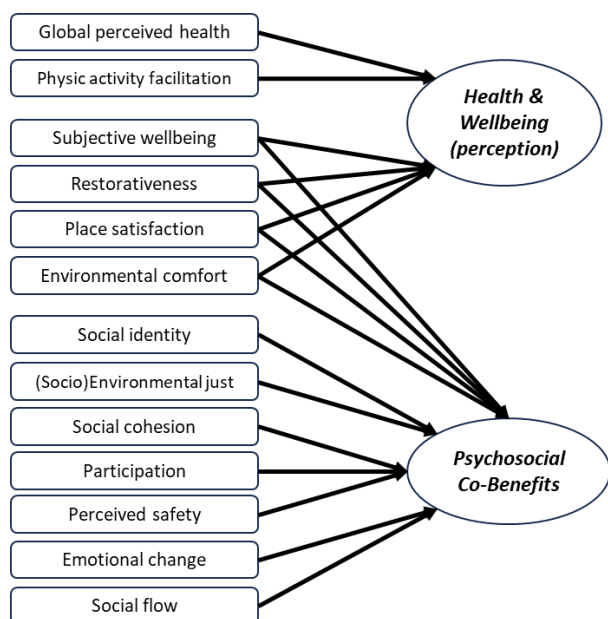 Global perceived health
Physic activity facilitation
Subjective wellbeing
Restorativeness
Place satisfaction
Environmental comfort
Social identity
(Socio)Environmental just
Social cohesion
Participation
Perceived safety
Emotional change
Social flow
Health &
Wellbeing
(perception)
Psychosocial
Co-Benefits